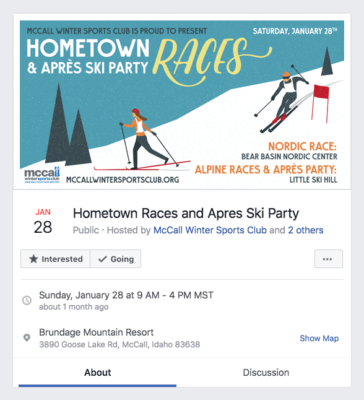 MCCALL WINTER SPORTS CLUB IS PROUD TO PRESENT
SATURDAY, JANUARY 28TH
HOMETOWN RACES
& APRÈS SKI PARTY
NORDIC RACE:
BEAR BASIN NORDIC CENTER
ALPINE RACES & APRÈS PARTY:
LITTLE SKI HILL
mccall
wintersportsclub
MCCALLWINTERSPORTSCLUB.ORG
JAN
28
Hometown Races and Apres Ski Party
Public · Hosted by McCall Winter Sports Club and 2 others
Interested
Going
Sunday, January 28 at 9 AM - 4 PM MST
about 1 month ago
Brundage Mountain Resort
3890 Goose Lake Rd, McCall, Idaho 83638
Show Map
About
Discussion